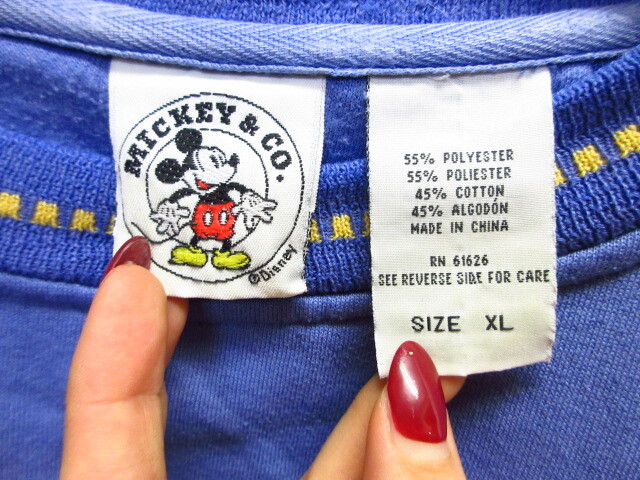 MICKEY & CO.
©Disney
55% POLYESTER
55% POLIESTER
45% COTTON
45% ALGODÓN
MADE IN CHINA
RN 61626
SEE REVERSE SIDE FOR CARE
SIZE XL